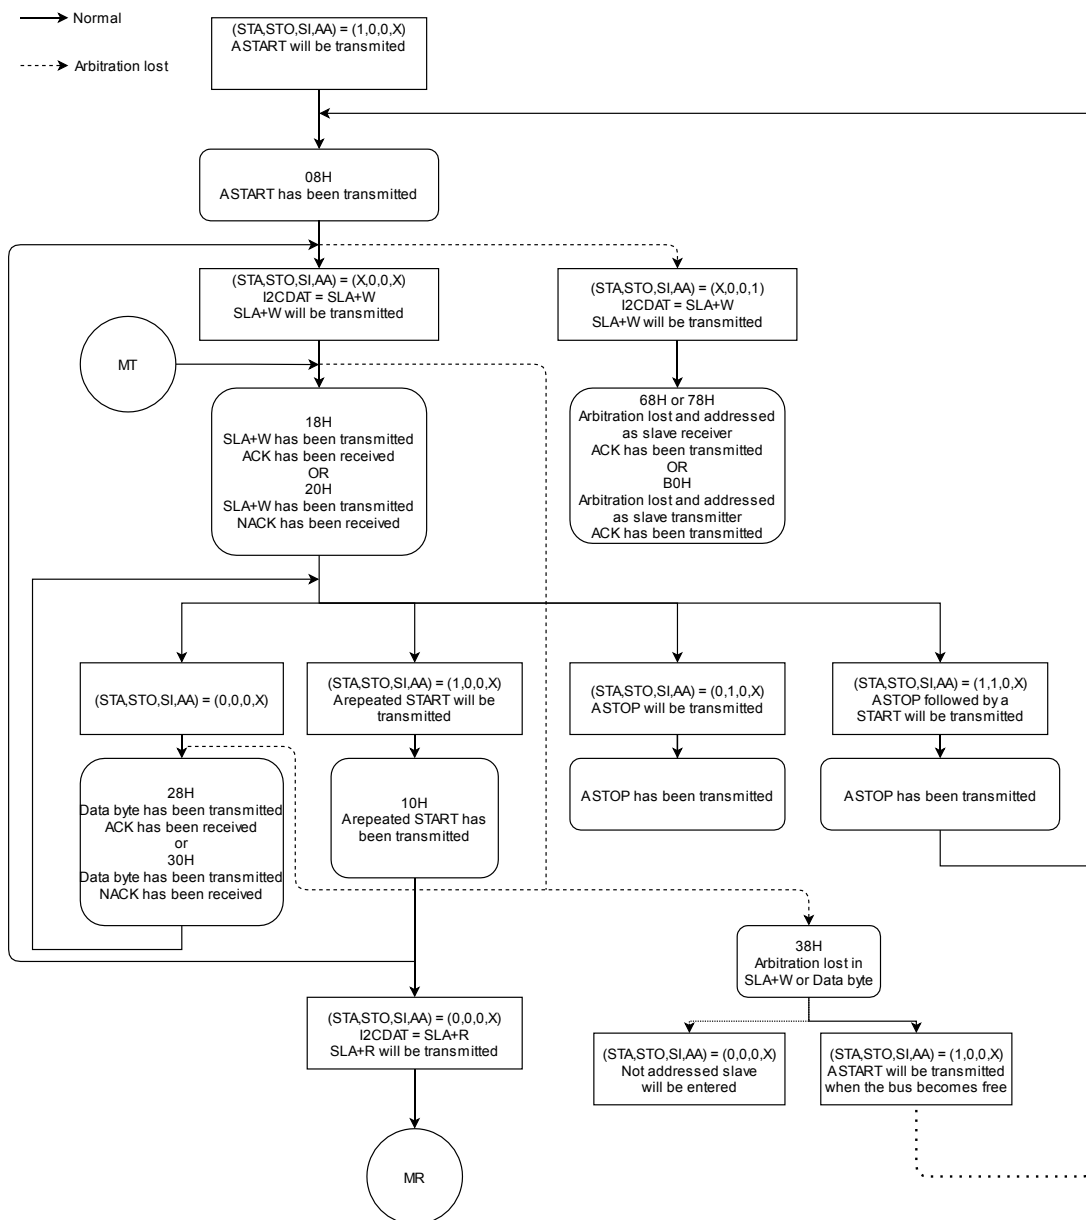 Normal
Arbitration lost
(STA,STO,SI,AA) = (1,0,0,X)
ASTART will be transmited
08H
ASTART has been transmitted
(STA,STO,SI,AA) = (X,0,0,X)
I2CDAT = SLA+W
SLA+W will be transmitted
(STA,STO,SI,AA) = (X,0,0,1)
I2CDAT = SLA+W
SLA+W will be transmitted
MT
18H
SLA+W has been transmitted
ACK has been received
OR
20H
SLA+W has been transmitted
NACK has been received
68H or 78H
Arbitration lost and addressed
as slave receiver
ACK has been transmitted
OR
B0H
Arbitration lost and addressed
as slave transmitter
ACK has been transmitted
(STA,STO,SI,AA) = (0,0,0,X)
(STA,STO,SI,AA) = (1,0,0,X)
Arepeated START will be
transmitted
(STA,STO,SI,AA) = (0,1,0,X)
ASTOP will be transmitted
(STA,STO,SI,AA) = (1,1,0,X)
ASTOP followed by a
START will be transmitted
28H
Data byte has been transmitted
ACK has been received
or
30H
Data byte has been transmitted
NACK has been received
10H
Arepeated START has
been transmitted
ASTOP has been transmitted
ASTOP has been transmitted
38H
Arbitration lost in
SLA+W or Data byte
(STA,STO,SI,AA) = (0,0,0,X)
I2CDAT = SLA+R
SLA+R will be transmitted
(STA,STO,SI,AA) = (0,0,0,X)
Not addressed slave
will be entered
(STA,STO,SI,AA) = (1,0,0,X)
ASTART will be transmitted
when the bus becomes free
MR